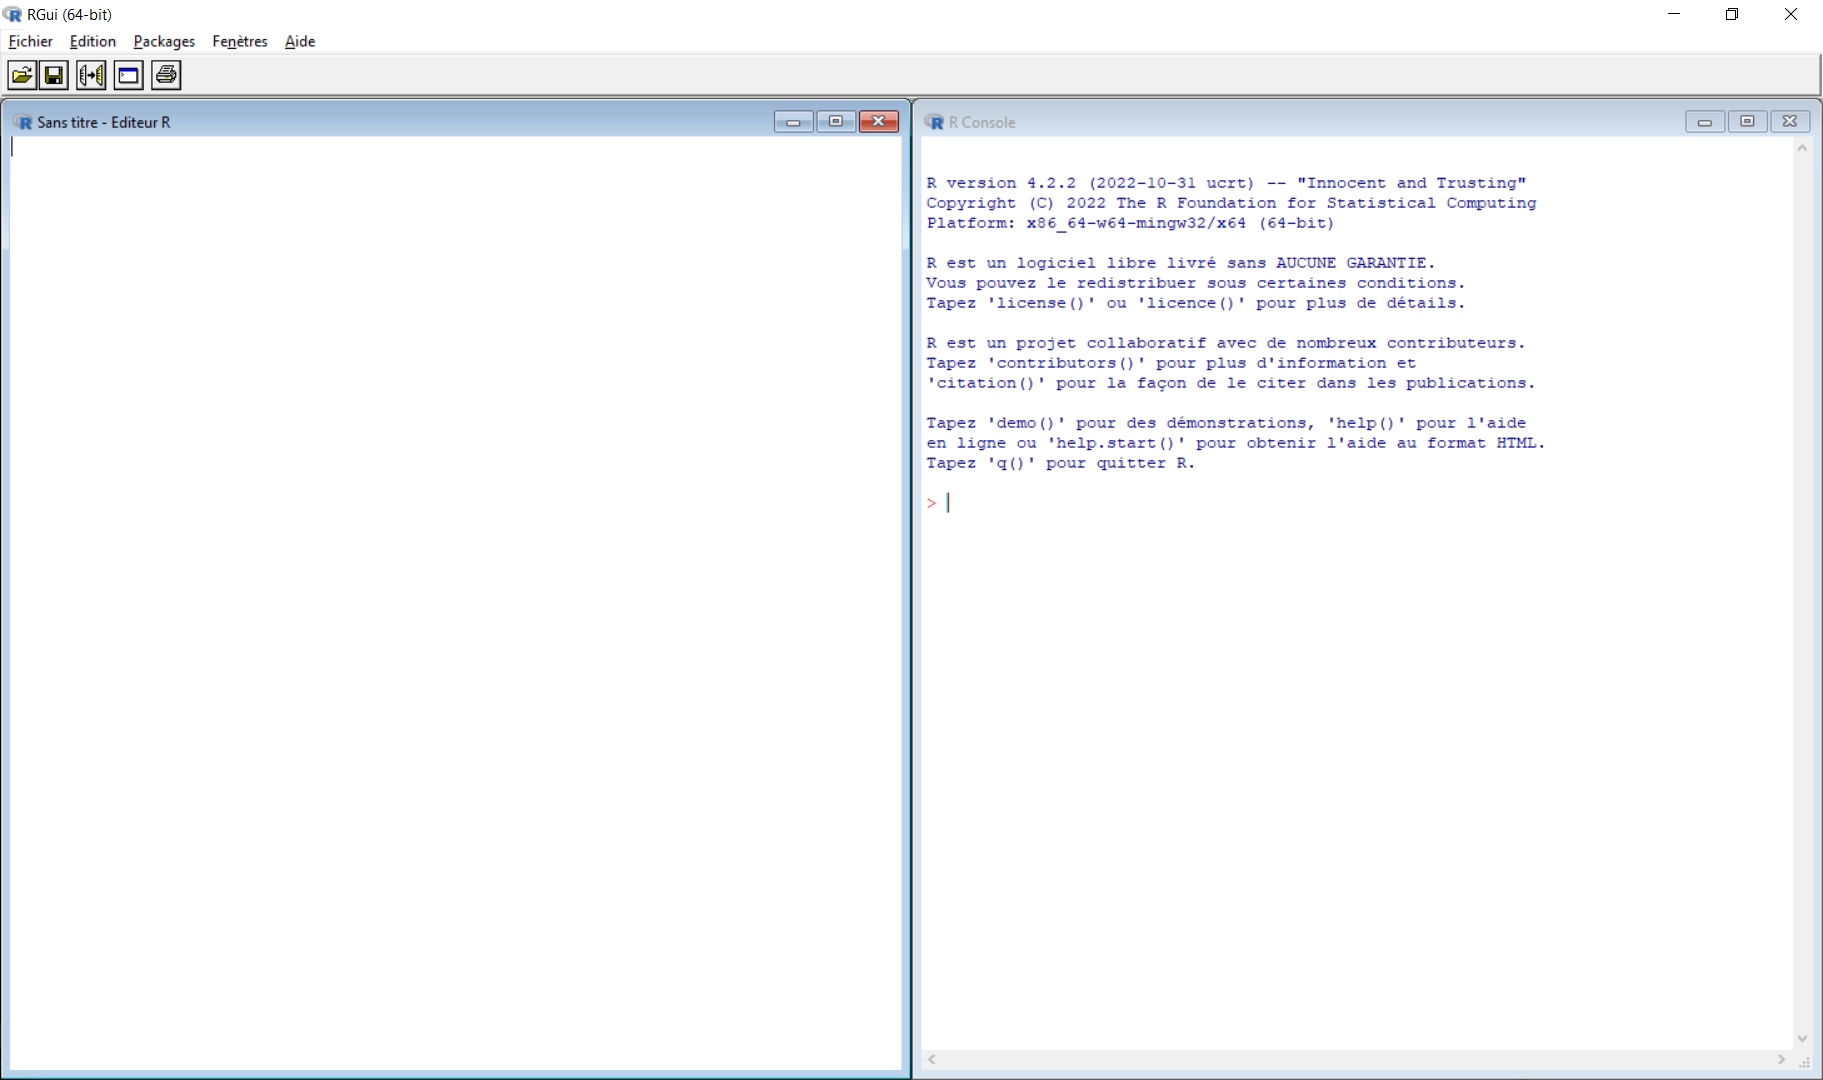 RGui (64-bit)
Fichier Edition Packages Fenêtres Aide
Sans titre - Editeur R
R Console
R version 4.2.2 (2022-10-31 ucrt) -- "Innocent and Trusting"
Copyright (C) 2022 The R Foundation for Statistical Computing
Platform: x86_64-w64-mingw32/x64 (64-bit)
R est un logiciel libre livré sans AUCUNE GARANTIE.
Vous pouvez le redistribuer sous certaines conditions.
Tapez 'license()' ou 'licence()' pour plus de détails.
R est un projet collaboratif avec de nombreux contributeurs.
Tapez 'contributors()' pour plus d'information et
'citation()' pour la façon de le citer dans les publications.
Tapez 'demo()' pour des démonstrations, 'help()' pour l'aide
en ligne ou 'help.start()' pour obtenir l'aide au format HTML.
Tapez 'q()' pour quitter R.
>